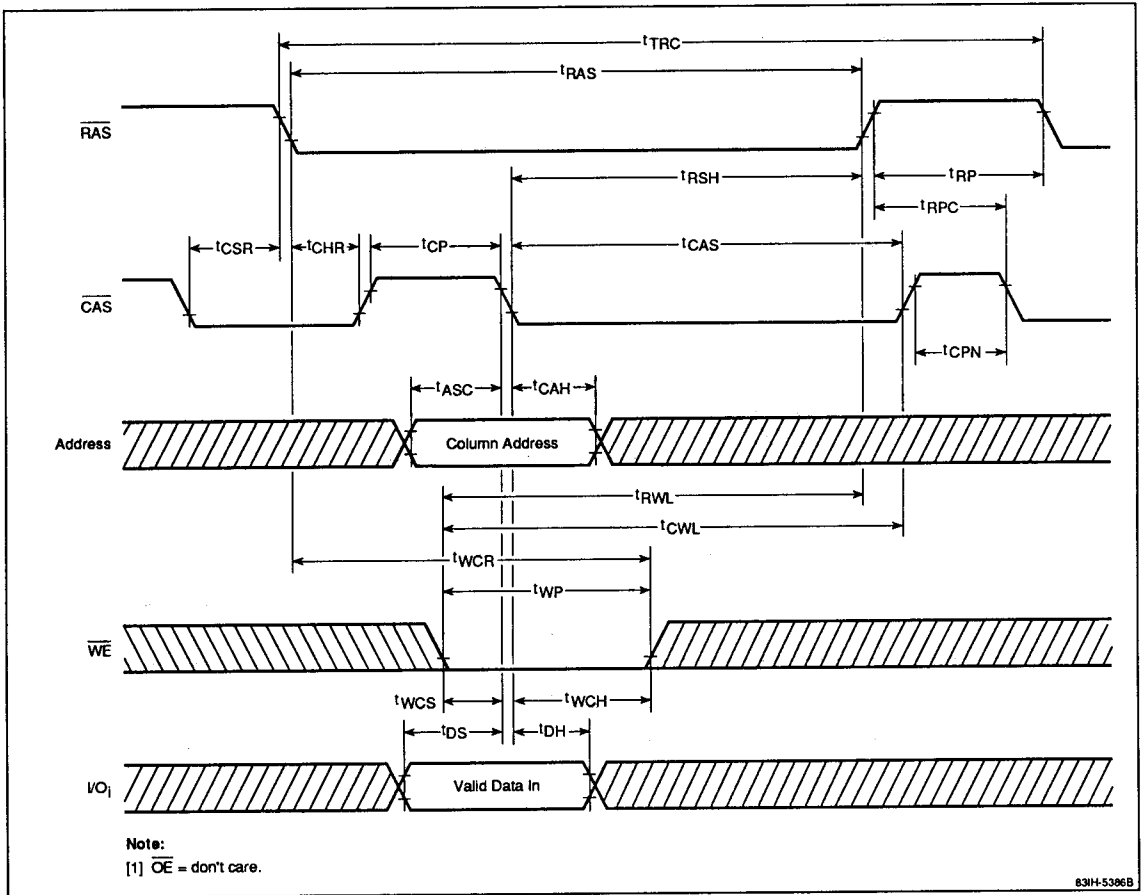 tTRC
tRAS
RAS
tRSH
tRP
tRPC
tCSR
tCHR
tCP
tCAS
CAS
tCPN
tASC
tCAH
Address
Column Address
tRWL
tCWL
tWCR
tWP
WE
tWCS
tWCH
tDS
tDH
I/Oi
Valid Data In
Note:
[1] OE = don't care.
83IH-5386B